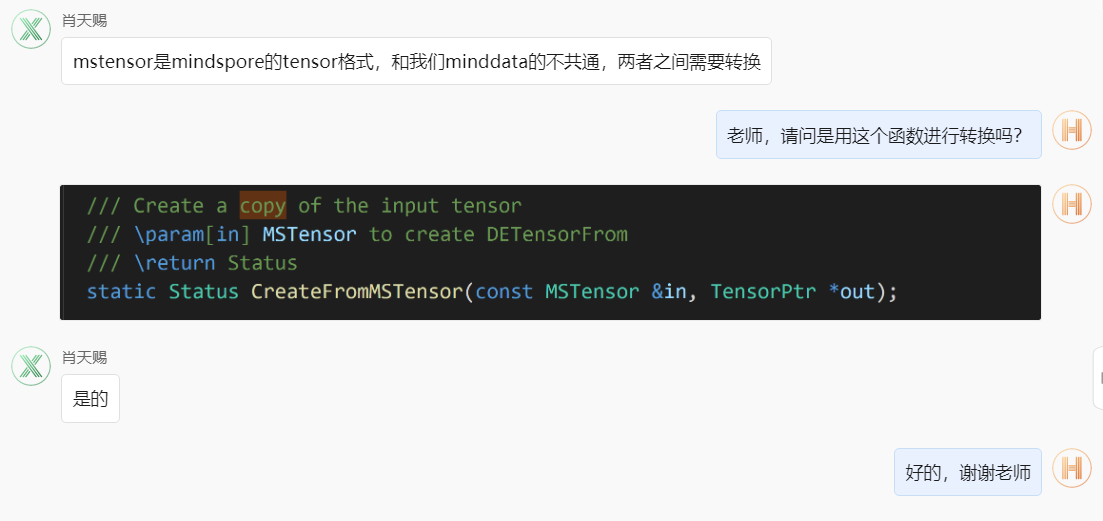 肖天赐
mstensor是mindspore的tensor格式，和我们minddata的不共通，两者之间需要转换
老师，请问是用这个函数进行转换吗？
/// Create a copy of the input tensor
/// \param[in] MSTensor to create DETensorFrom
/// \return Status
static Status CreateFromMSTensor(const MSTensor &in, TensorPtr *out);
肖天赐
是的
好的，谢谢老师